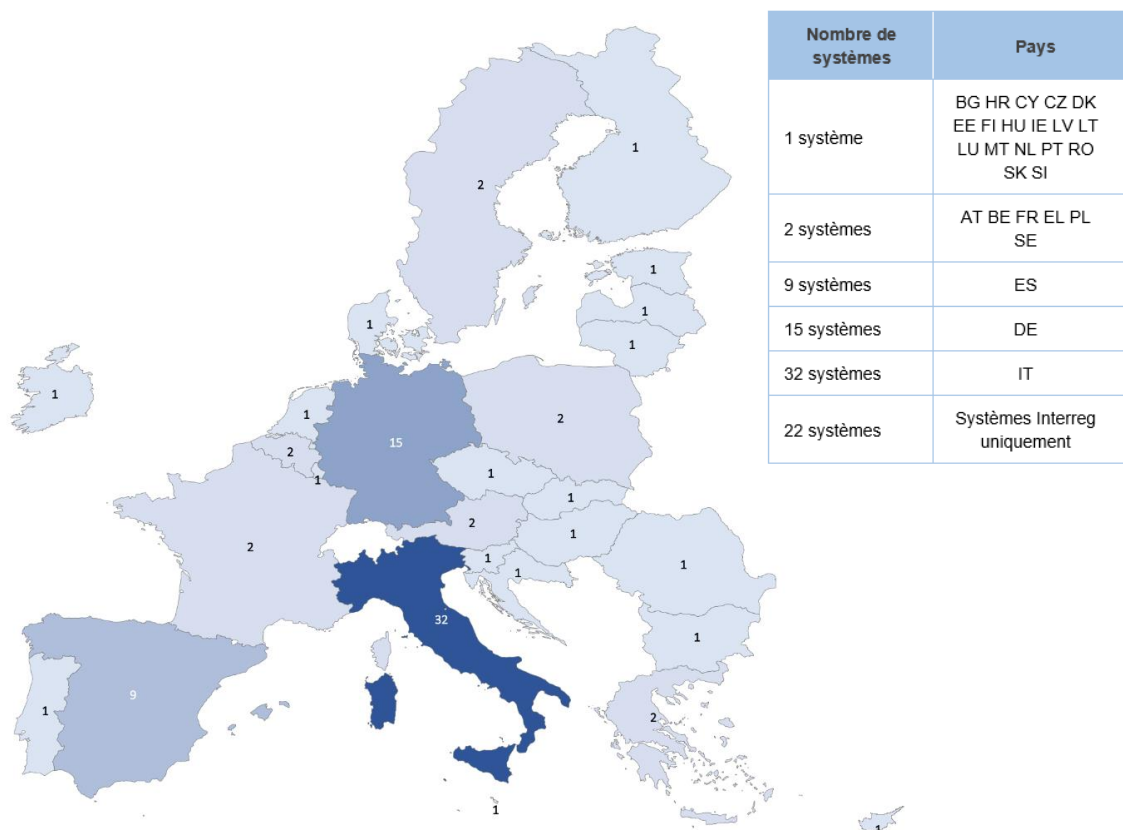 Nombre de
systèmes
Pays
1 système
BG HR CY CZ DK
EE FI HU IE LV LT
LU MT NL PT RO
SK SI
2 systèmes
AT BE FR EL PL
SE
9 systèmes
ES
15 systèmes
DE
32 systèmes
IT
22 systèmes
Systèmes Interreg
uniquement
1
2
1
1
1
1
1
1
2
15
2
1
1
1
2
2
1
1
1
1
32
1
9
1
2
1
1